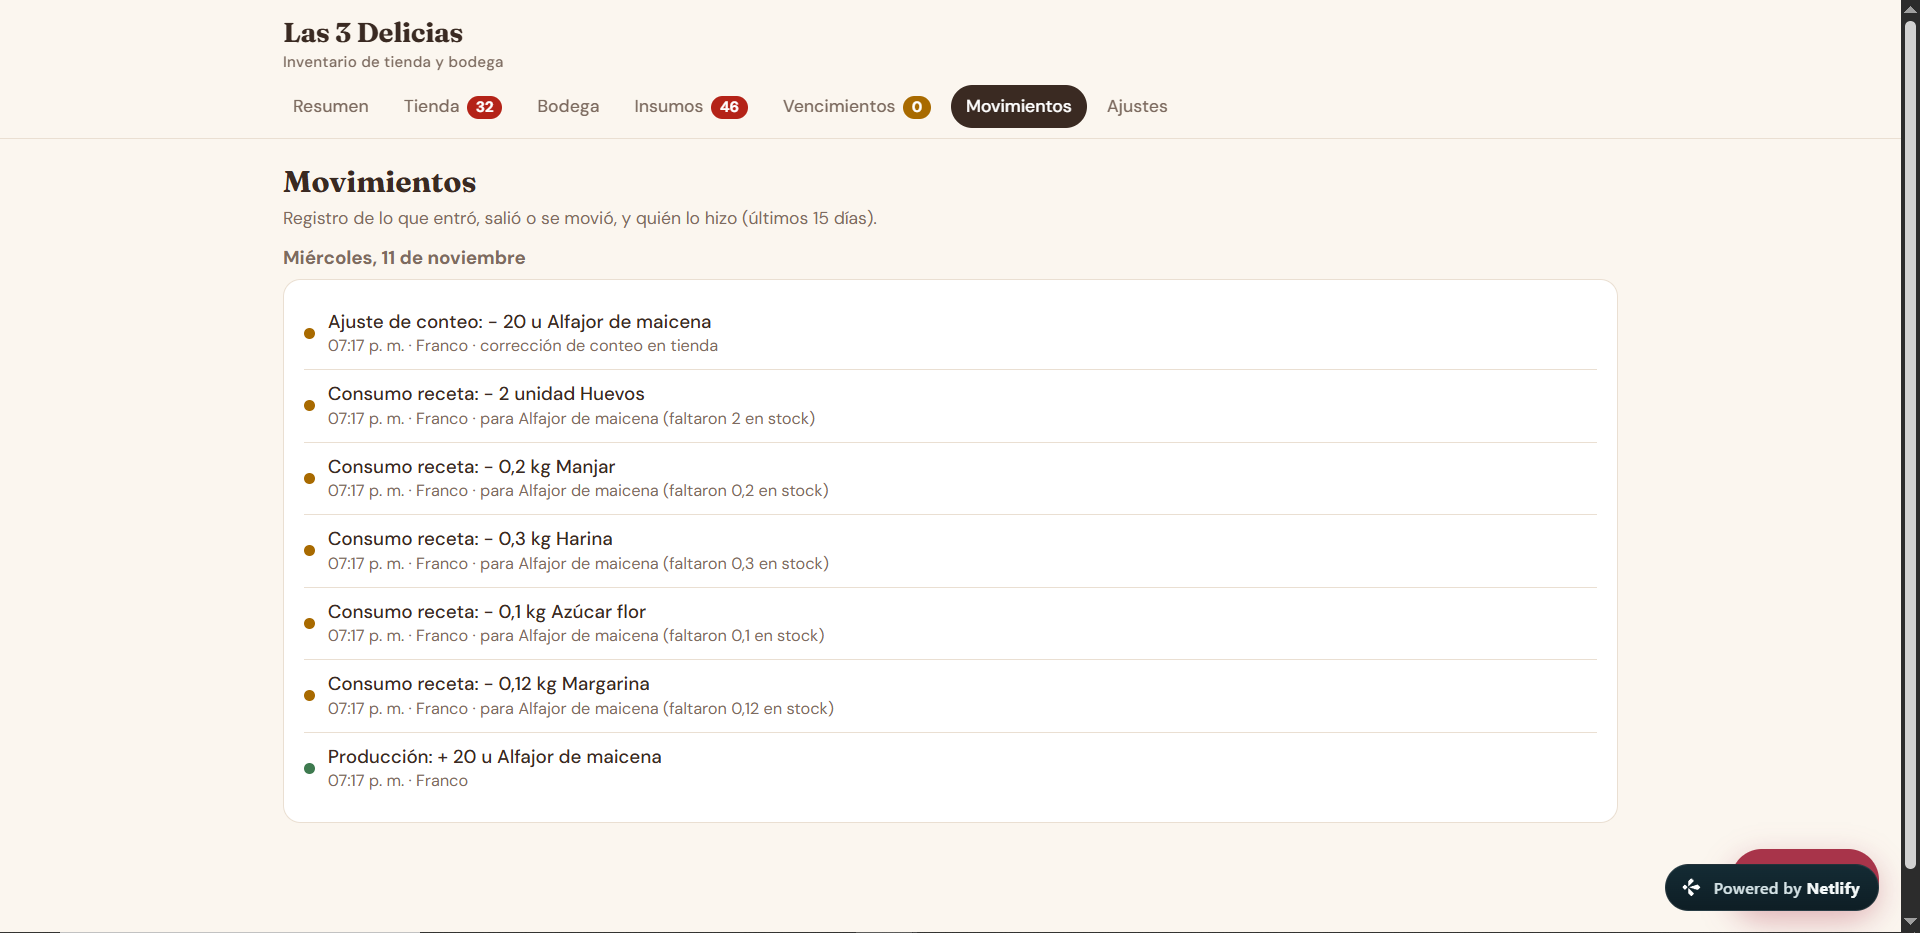 Las 3 Delicias
Inventario de tienda y bodega
Resumen Tienda 32 Bodega Insumos 46 Vencimientos 0 Movimientos Ajustes
Movimientos
Registro de lo que entró, salió o se movió, y quién lo hizo (últimos 15 días).
Miércoles, 11 de noviembre
Ajuste de conteo: - 20 u Alfajor de maicena
07:17 p. m. · Franco · corrección de conteo en tienda
Consumo receta: - 2 unidad Huevos
07:17 p. m. · Franco · para Alfajor de maicena (faltaron 2 en stock)
Consumo receta: - 0,2 kg Manjar
07:17 p. m. · Franco · para Alfajor de maicena (faltaron 0,2 en stock)
Consumo receta: - 0,3 kg Harina
07:17 p. m. · Franco · para Alfajor de maicena (faltaron 0,3 en stock)
Consumo receta: - 0,1 kg Azúcar flor
07:17 p. m. · Franco · para Alfajor de maicena (faltaron 0,1 en stock)
Consumo receta: - 0,12 kg Margarina
07:17 p. m. · Franco · para Alfajor de maicena (faltaron 0,12 en stock)
Producción: + 20 u Alfajor de maicena
07:17 p. m. · Franco
Powered by Netlify